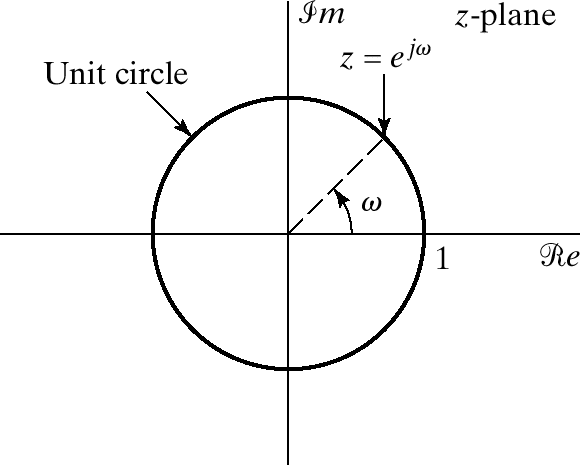 ℐm
z-plane
z = e^{jω}
Unit circle
ω
1
ℛe